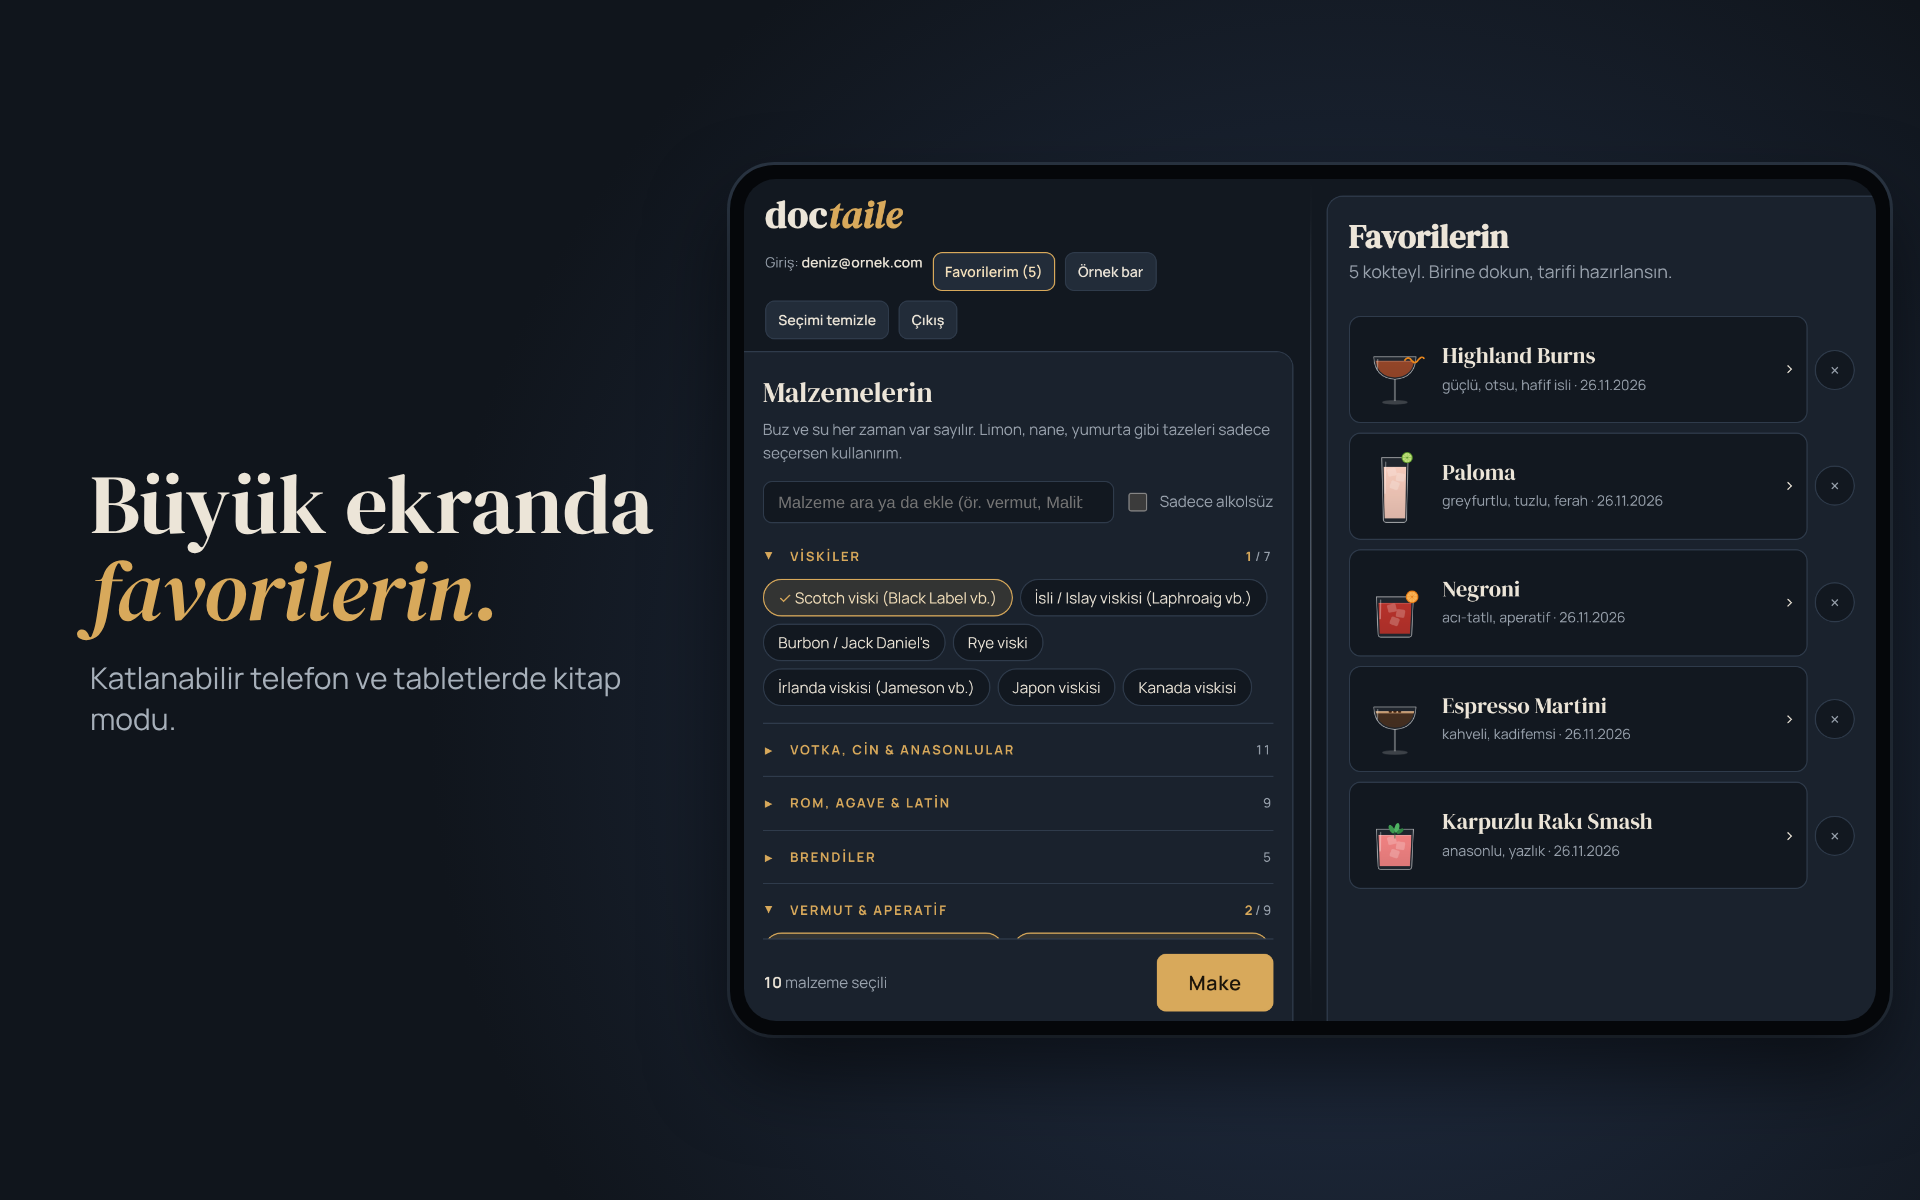 Büyük ekranda
favorilerin.
Katlanabilir telefon ve tabletlerde kitap
modu.
doctaile
Giriş: deniz@ornek.com
Favorilerim (5)
Örnek bar
Seçimi temizle
Çıkış
Malzemelerin
Buz ve su her zaman var sayılır. Limon, nane, yumurta gibi tazeleri sadece
seçersen kullanırım.
Malzeme ara ya da ekle (ör. vermut, Malib
Sadece alkolsüz
▼ VİSKİLER 1 / 7
✓ Scotch viski (Black Label vb.)
İsli / Islay viskisi (Laphroaig vb.)
Burbon / Jack Daniel's
Rye viski
İrlanda viskisi (Jameson vb.)
Japon viskisi
Kanada viskisi
► VOTKA, CİN & ANASONLULAR 11
► ROM, AGAVE & LATİN 9
► BRENDİLER 5
▼ VERMUT & APERATİF 2 / 9
10 malzeme seçili
Make
Favorilerin
5 kokteyl. Birine dokun, tarifi hazırlansın.
Highland Burns
güçlü, otsu, hafif isli · 26.11.2026
Paloma
greyfurtlu, tuzlu, ferah · 26.11.2026
Negroni
acı-tatlı, aperatif · 26.11.2026
Espresso Martini
kahveli, kadifemsi · 26.11.2026
Karpuzlu Rakı Smash
anasonlu, yazlık · 26.11.2026